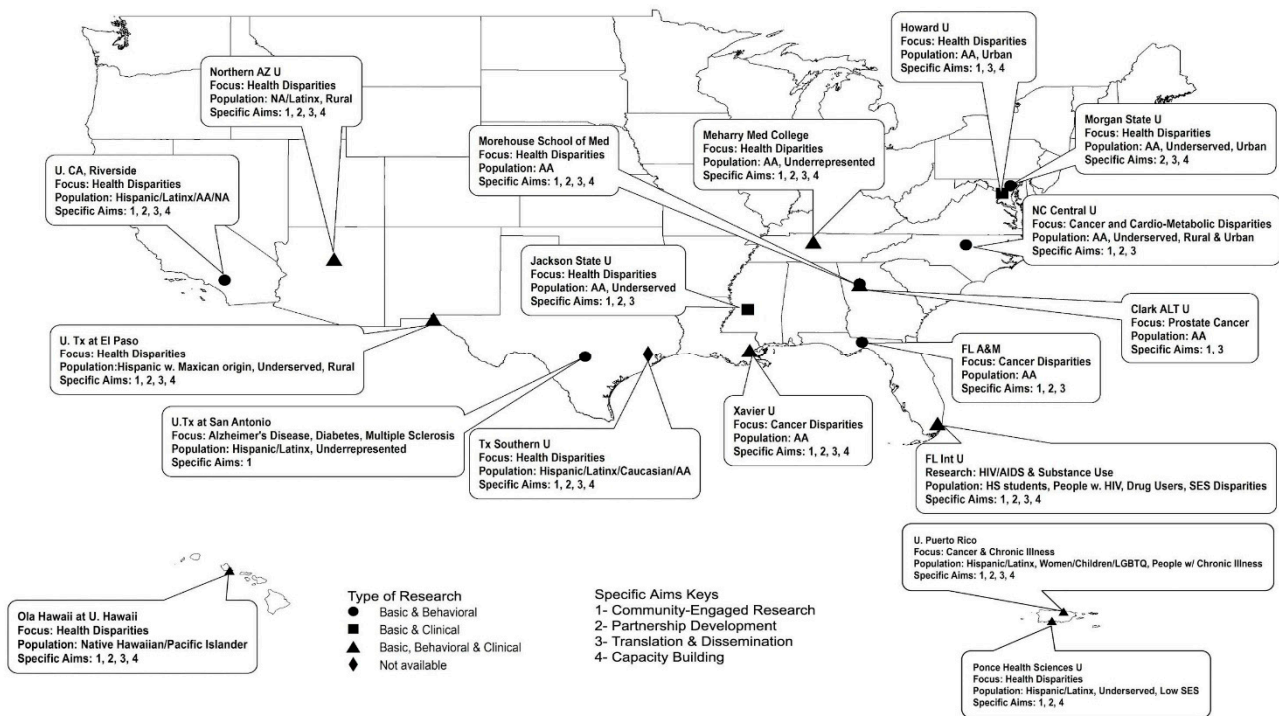 Howard U
Focus: Health Disparities
Population: AA, Urban
Specific Aims: 1, 3, 4
Northern AZ U
Focus: Health Disparities
Population: NA/Latinx, Rural
Specific Aims: 1, 2, 3, 4
Morehouse School of Med
Focus: Health Disparities
Population: AA
Specific Aims: 1, 2, 3, 4
Meharry Med College
Focus: Health Diparities
Population: AA, Underrepresented
Specific Aims: 1, 2, 3, 4
Morgan State U
Focus: Health Disparities
Population: AA, Underserved, Urban
Specific Aims: 2, 3, 4
U. CA, Riverside
Focus: Health Disparities
Population: Hispanic/Latinx/AA/NA
Specific Aims: 1, 2, 3, 4
NC Central U
Focus: Cancer and Cardio-Metabolic Disparities
Population: AA, Underserved, Rural & Urban
Specific Aims: 1, 2, 3
Jackson State U
Focus: Health Disparities
Population: AA, Underserved
Specific Aims: 1, 2, 3
Clark ALT U
Focus: Prostate Cancer
Population: AA
Specific Aims: 1, 3
U. Tx at El Paso
Focus: Health Disparities
Population:Hispanic w. Maxican origin, Underserved, Rural
Specific Aims: 1, 2, 3, 4
FL A&M
Focus: Cancer Disparities
Population: AA
Specific Aims: 1, 2, 3
U.Tx at San Antonio
Focus: Alzheimer's Disease, Diabetes, Multiple Sclerosis
Population: Hispanic/Latinx, Underrepresented
Specific Aims: 1
Tx Southern U
Focus: Health Disparities
Population: Hispanic/Latinx/Caucasian/AA
Specific Aims: 1, 2, 3, 4
Xavier U
Focus: Cancer Disparities
Population: AA
Specific Aims: 1, 2, 3, 4
FL Int U
Research: HIV/AIDS & Substance Use
Population: HS students, People w. HIV, Drug Users, SES Disparities
Specific Aims: 1, 2, 3, 4
U. Puerto Rico
Focus: Cancer & Chronic Illness
Population: Hispanic/Latinx, Women/Children/LGBTQ, People w/ Chronic Illness
Specific Aims: 1, 2, 3, 4
Ola Hawaii at U. Hawaii
Focus: Health Disparities
Population: Native Hawaiian/Pacific Islander
Specific Aims: 1, 2, 3, 4
Type of Research
Basic & Behavioral
Basic & Clinical
Basic, Behavioral & Clinical
Not available
Specific Aims Keys
1- Community-Engaged Research
2- Partnership Development
3- Translation & Dissemination
4- Capacity Building
Ponce Health Sciences U
Focus: Health Disparities
Population: Hispanic/Latinx, Underserved, Low SES
Specific Aims: 1, 2, 4